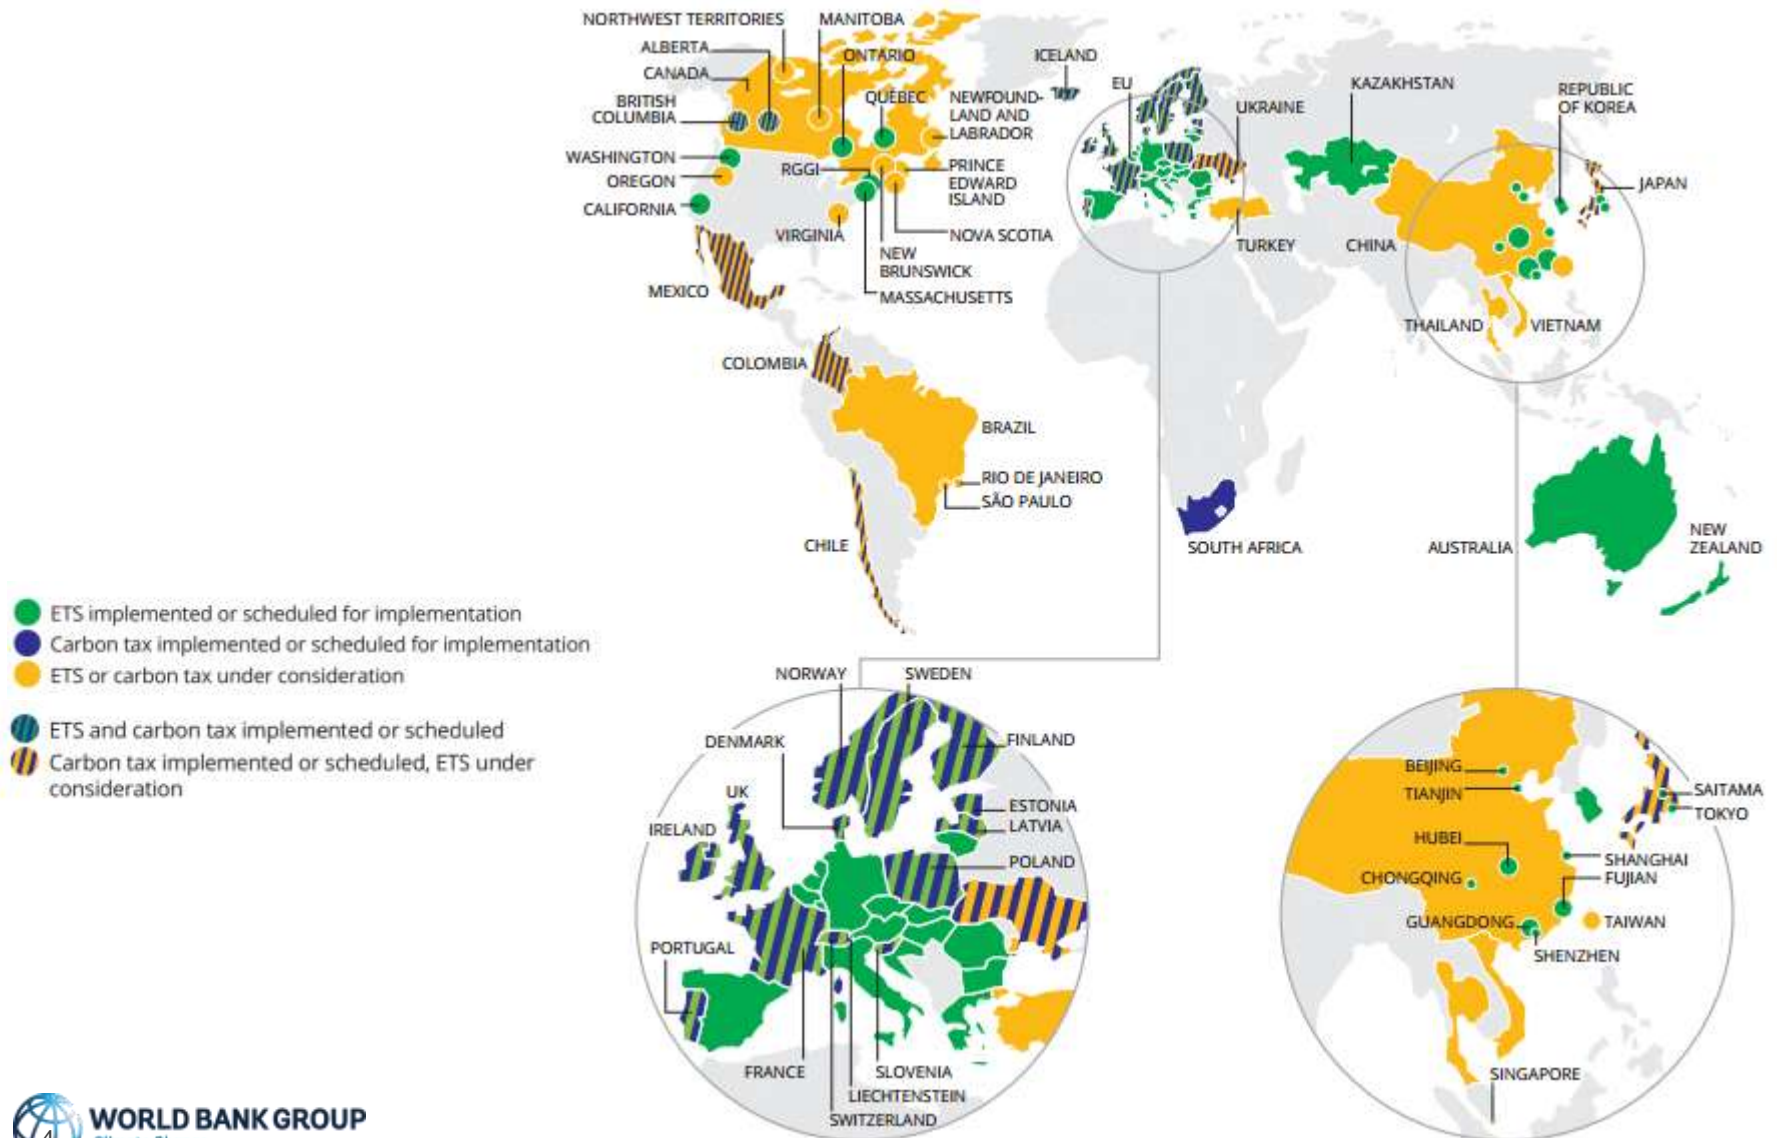 NORTHWEST TERRITORIES
MANITOBA
ALBERTA
ONTARIO
CANADA
QUÉBEC
BRITISH
COLUMBIA
NEWFOUND-
LAND AND
LABRADOR
WASHINGTON
OREGON
RGGI
PRINCE
EDWARD
ISLAND
CALIFORNIA
VIRGINIA
NOVA SCOTIA
NEW
BRUNSWICK
MASSACHUSETTS
MEXICO
COLOMBIA
BRAZIL
RIO DE JANEIRO
SÃO PAULO
CHILE
ICELAND
EU
UKRAINE
KAZAKHSTAN
REPUBLIC
OF KOREA
JAPAN
TURKEY
CHINA
THAILAND
VIETNAM
SOUTH AFRICA
AUSTRALIA
NEW
ZEALAND
ETS implemented or scheduled for implementation
Carbon tax implemented or scheduled for implementation
ETS or carbon tax under consideration
ETS and carbon tax implemented or scheduled
Carbon tax implemented or scheduled, ETS under
consideration
NORWAY
SWEDEN
DENMARK
FINLAND
UK
ESTONIA
IRELAND
LATVIA
POLAND
PORTUGAL
FRANCE
SLOVENIA
LIECHTENSTEIN
SWITZERLAND
BEIJING
TIANJIN
SAITAMA
TOKYO
HUBEI
SHANGHAI
CHONGQING
FUJIAN
GUANGDONG
TAIWAN
SHENZHEN
SINGAPORE
4
WORLD BANK GROUP